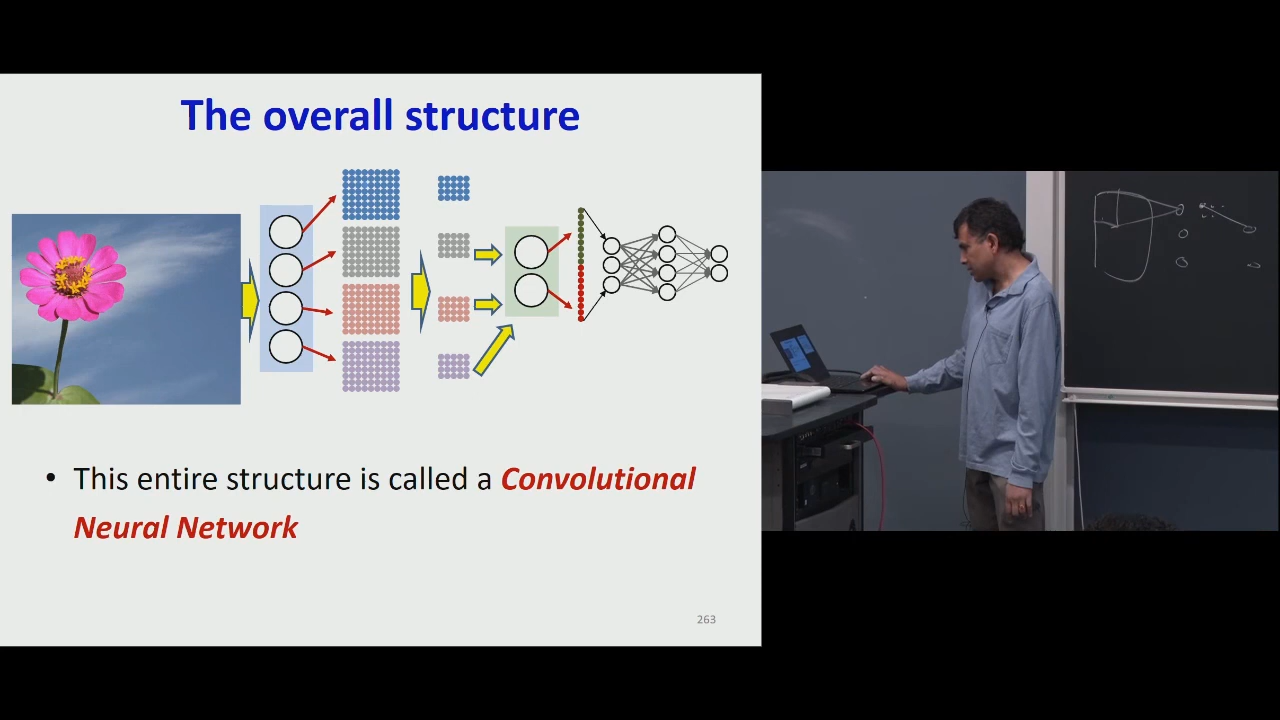 The overall structure
• This entire structure is called a Convolutional
Neural Network
263